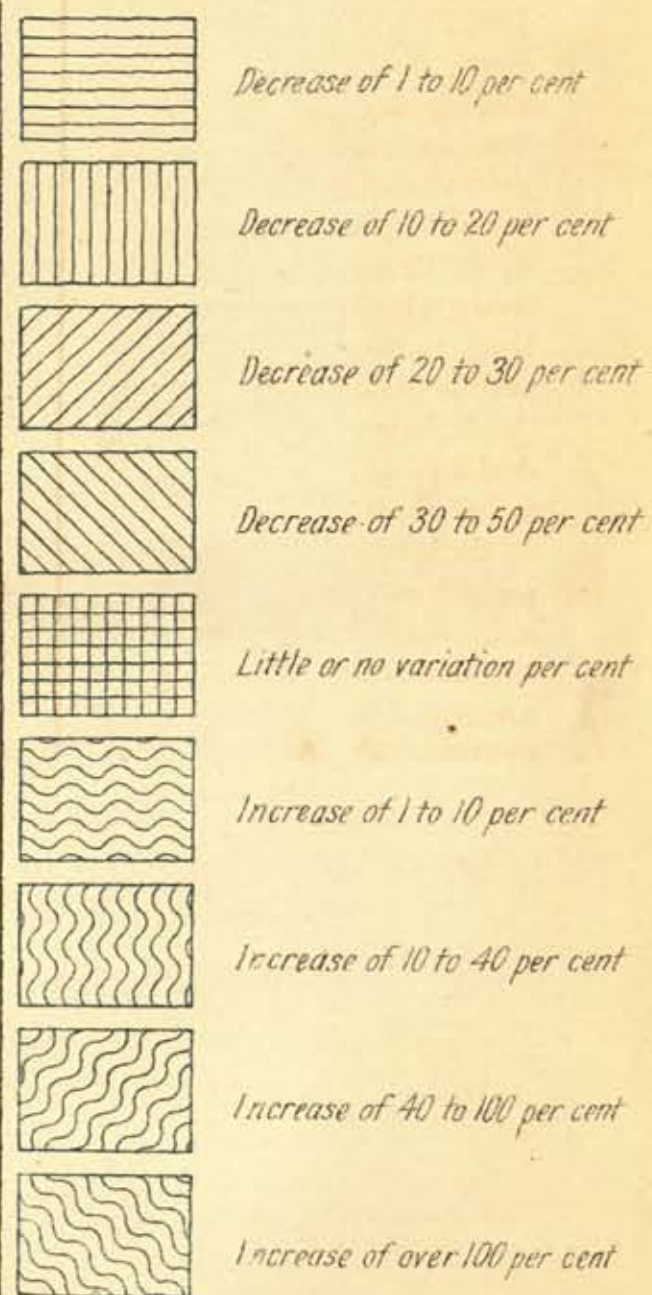 Decrease of 1 to 10 per cent
Decrease of 10 to 20 per cent
Decrease of 20 to 30 per cent
Decrease of 30 to 50 per cent
Little or no variation per cent
Increase of 1 to 10 per cent
Increase of 10 to 40 per cent
Increase of 40 to 100 per cent
Increase of over 100 per cent